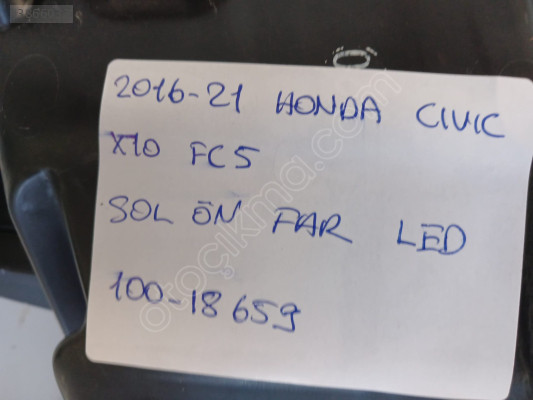 2016-21 HONDA CIVIC
X10 FC5
SOL ÖN FAR LED
100-18659
otocikma.com